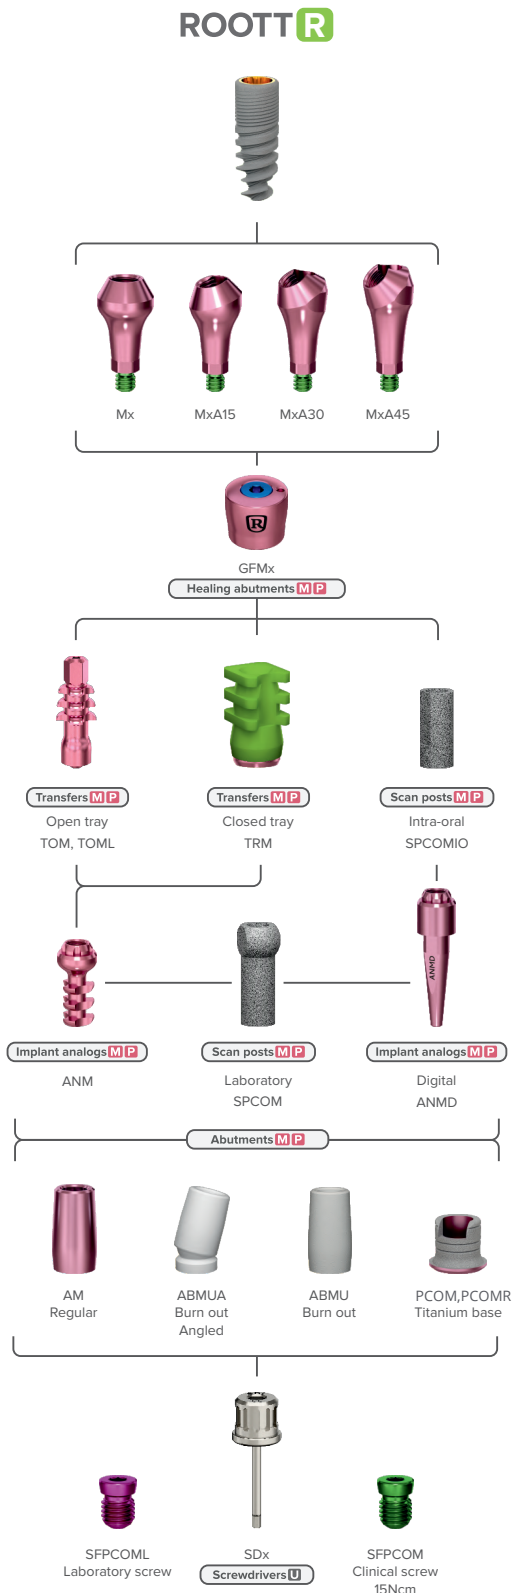 ROOTT R
Mx MxA15 MxA30 MxA45
R
GFMx
Healing abutments M P
Transfers M P Transfers M P Scan posts M P
Open tray Closed tray Intra-oral
TOM, TOML TRM SPCOMIO
ANMD
Implant analogs M P Scan posts M P Implant analogs M P
ANM Laboratory Digital
SPCOM ANMD
Abutments M P
AM ABMUA ABMU PCOM,PCOMR
Regular Burn out Burn out Titanium base
Angled
SFPCOML SDx SFPCOM
Laboratory screw Screwdrivers U Clinical screw
15Ncm